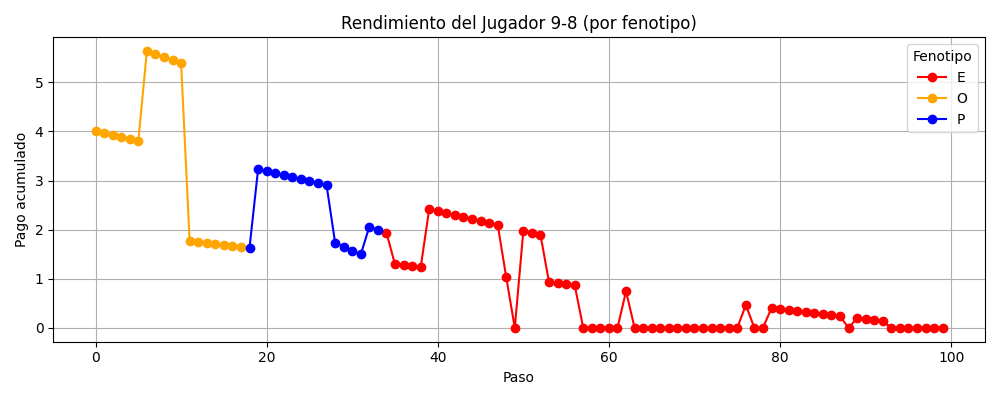 Rendimiento del Jugador 9-8 (por fenotipo)
Pago acumulado
5
4
3
2
1
0
0
20
40
60
80
100
Paso
Fenotipo
E
O
P